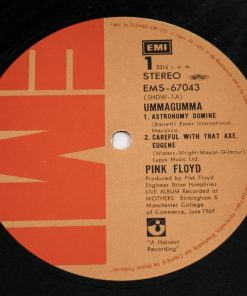 EMI
1 33⅓ r. p. m.
STEREO
EMS-67043
(SHDW-1A)
UMMAGUMMA
1. ASTRONOMY DOMINE
(Barrett) Essex International.
2. CAREFUL WITH THAT AXE,
EUGENE
(Waters-Wright-Mason-Gilmour)
Lupus Music Ltd.
PINK FLOYD
Produced by Pink Floyd
Engineer Brian Humphries
LIVE ALBUM Recorded at
MOTHERS Birmingham &
Manchester College
of Commerce, June 1969
"A Harvest
Recording"
EMI